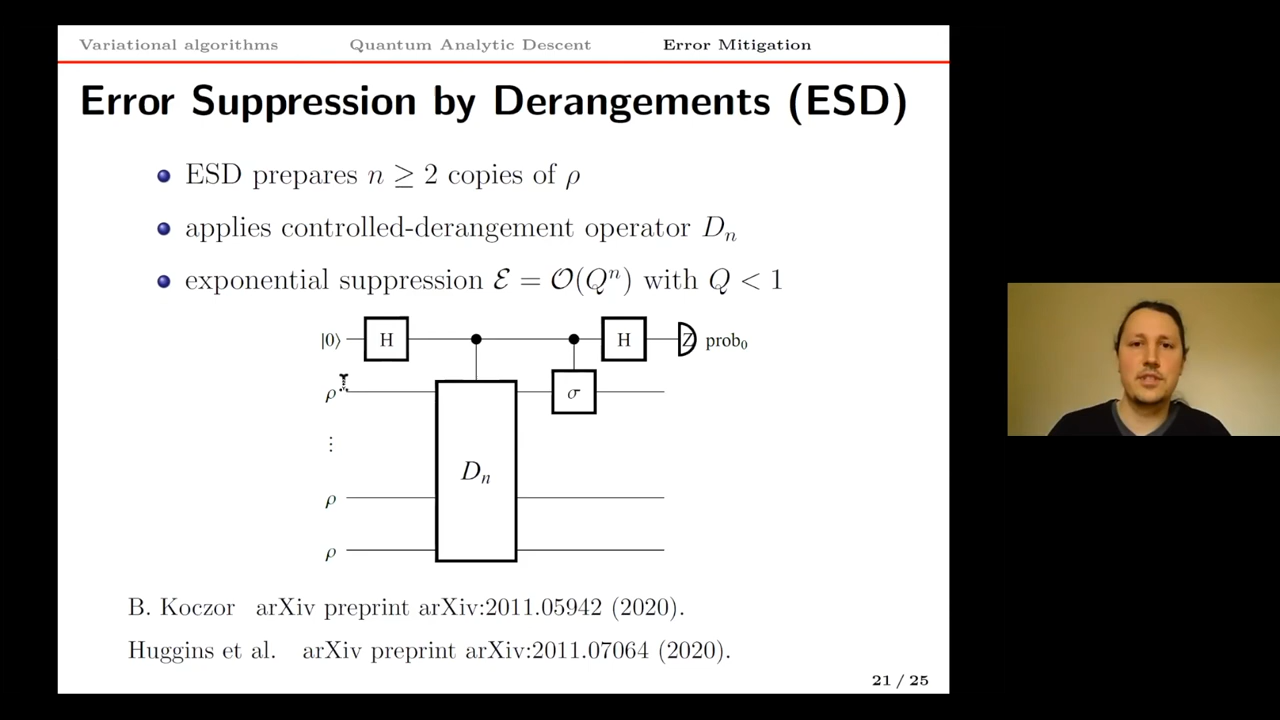 Variational algorithms Quantum Analytic Descent Error Mitigation
Error Suppression by Derangements (ESD)
ESD prepares n ≥ 2 copies of ρ
applies controlled-derangement operator Dₙ
exponential suppression ℰ = 𝒪(Qⁿ) with Q < 1
|0⟩ H H Z prob₀
ρ σ
⋮
Dₙ
ρ
ρ
B. Koczor arXiv preprint arXiv:2011.05942 (2020).
Huggins et al. arXiv preprint arXiv:2011.07064 (2020).
21 / 25